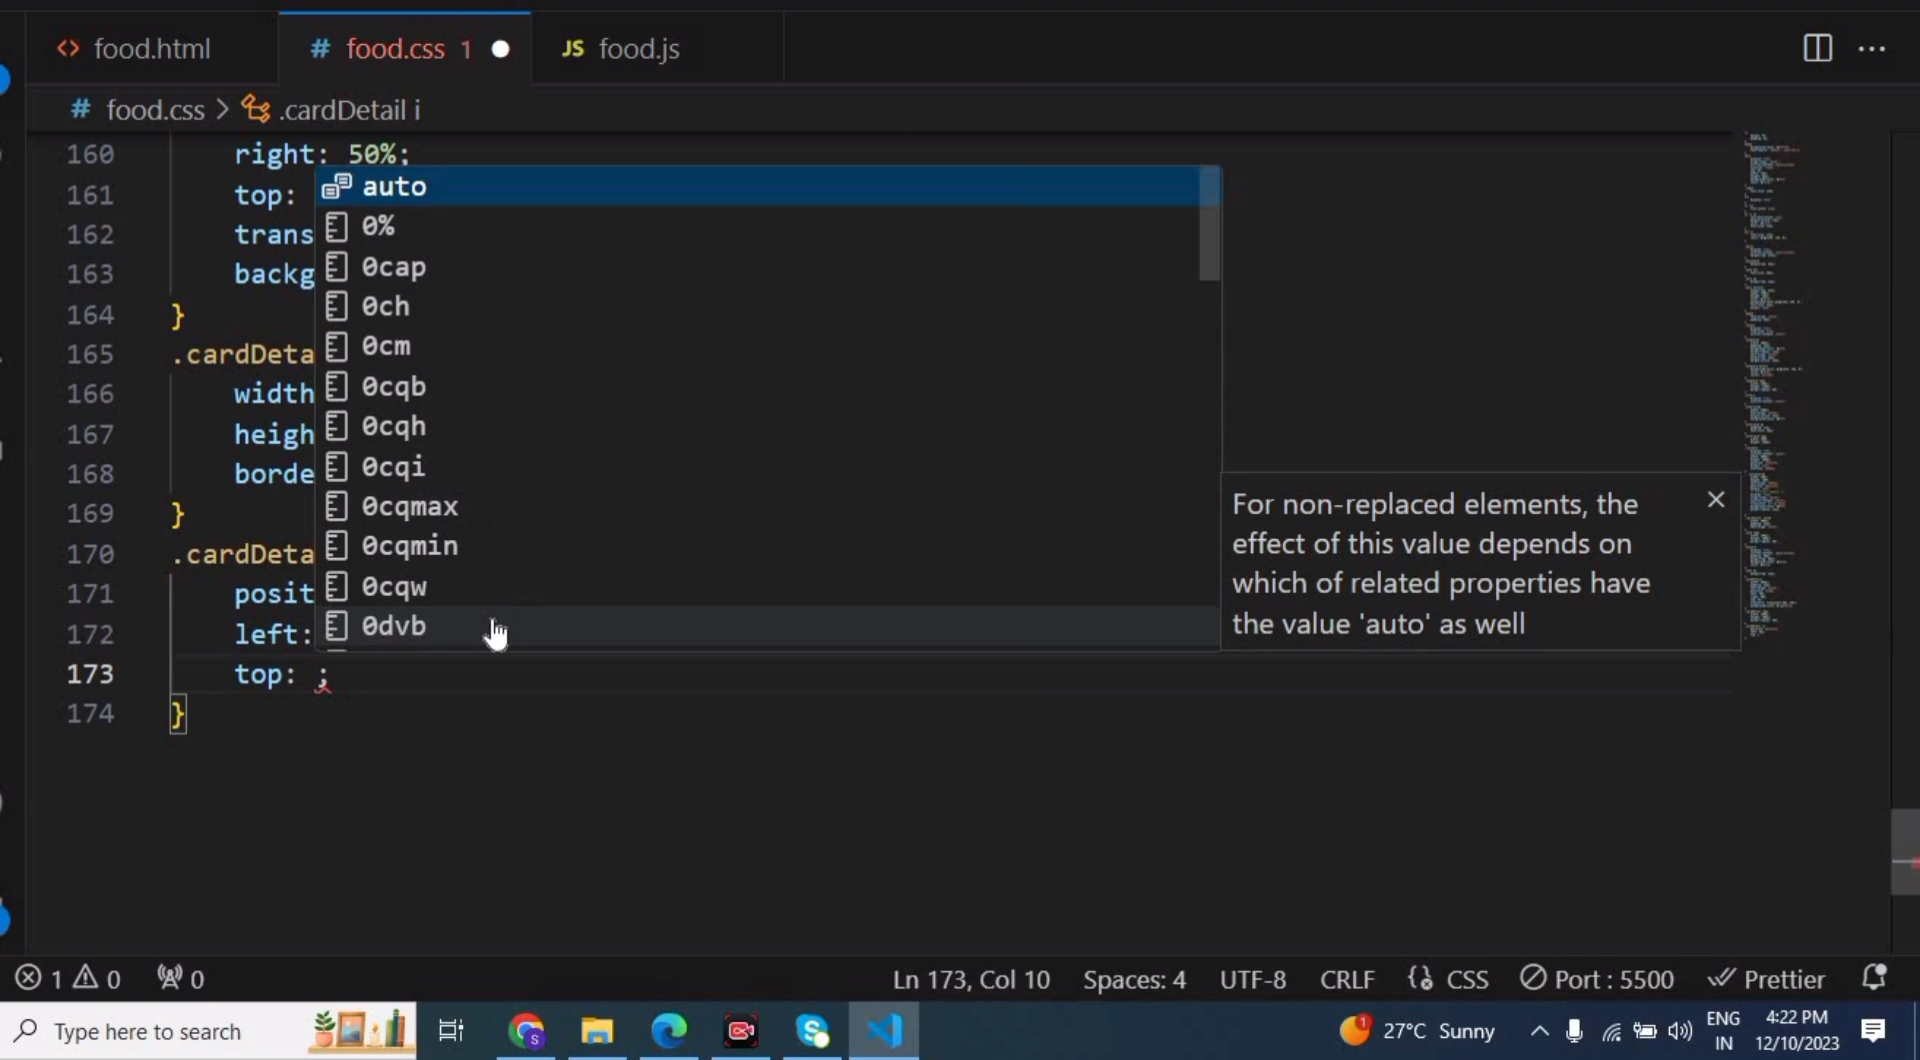 <> food.html # food.css 1 JS food.js ...
# food.css > .cardDetail i
160 right: 50%;
161 top:
162 trans
163 backg
164 }
165 .cardDeta
166 width
167 heigh
168 borde
169 }
170 .cardDeta
171 posit
172 left:
173 top: ;
174 }
auto
0%
0cap
0ch
0cm
0cqb
0cqh
0cqi
0cqmax
0cqmin
0cqw
0dvb
For non-replaced elements, the
effect of this value depends on
which of related properties have
the value 'auto' as well
1 0 0 Ln 173, Col 10 Spaces: 4 UTF-8 CRLF CSS Port : 5500 Prettier
Type here to search S S 1 27°C Sunny ENG IN 4:22 PM 12/10/2023